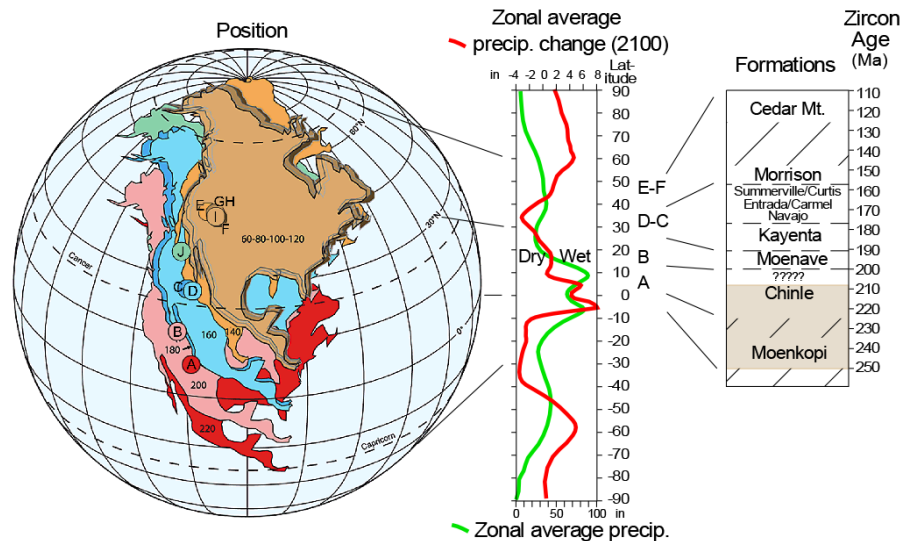 Position
60°N
30°N
Cancer
0°
Capricorn
E
GH
I
F
60-80-100-120
J
C
D
B
160
140
180
A
200
220
Zonal average
precip. change (2100)
in
-4 -2 0 2 4 6 8
Lat-
itude
90
80
70
60
50
40
30
20
10
0
-10
-20
-30
-40
-50
-60
-70
-80
-90
Dry
Wet
0 50 100
in
Zonal average precip.
E-F
D-C
B
A
Formations
Cedar Mt.
Morrison
Summerville/Curtis
Entrada/Carmel
Navajo
Kayenta
Moenave
?????
Chinle
Moenkopi
Zircon
Age
(Ma)
110
120
130
140
150
160
170
180
190
200
210
220
230
240
250